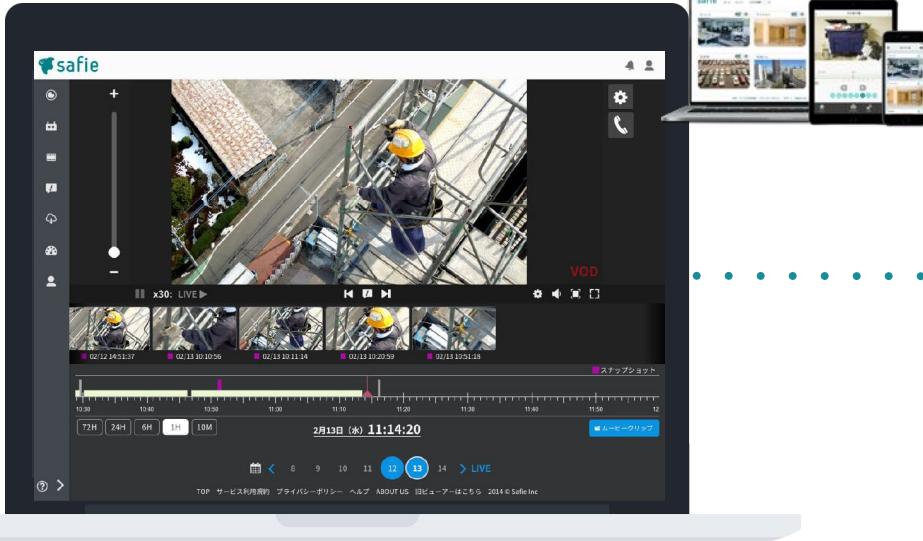 safie
VOD
x30: LIVE
02/12 14:51:37
02/13 10:10:56
02/13 10:11:14
02/13 10:20:59
02/13 10:51:18
スナップショット
10:30 10:40 10:50 11:00 11:10 11:20 11:30 11:40 11:50 12
72H 24H 6H 1H 10M
2月13日（水）11:14:20
ムービークリップ
8 9 10 11 12 13 14 LIVE
TOP サービス利用規約 プライバシーポリシー ヘルプ ABOUT US 旧ビューアーはこちら 2014 © Safie Inc
safie